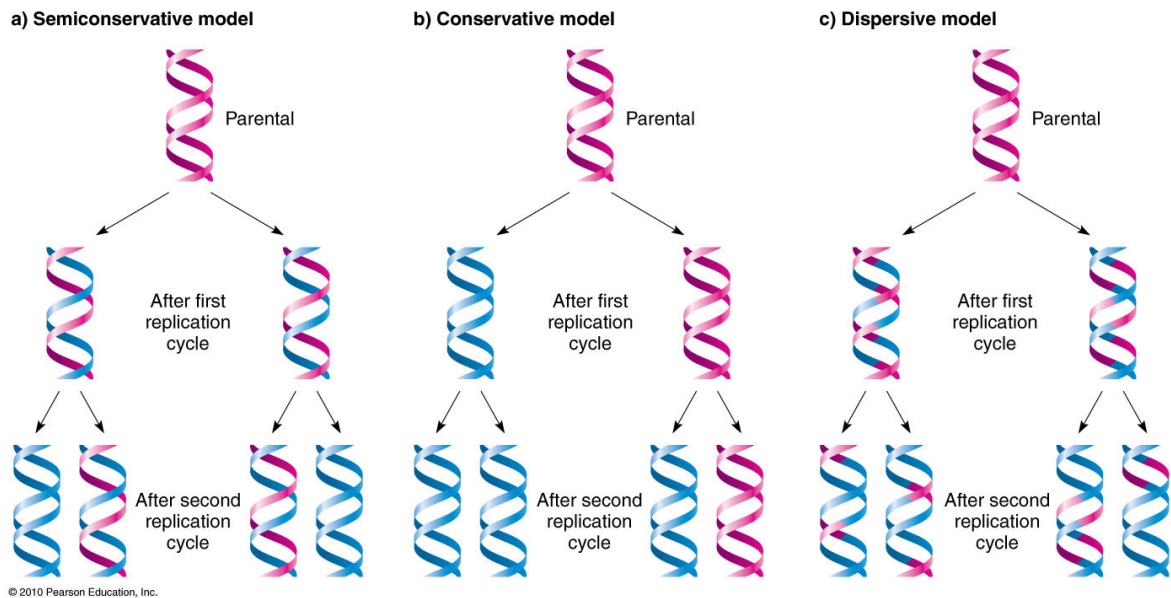 a) Semiconservative model
Parental
After first
replication
cycle
After second
replication
cycle
b) Conservative model
Parental
After first
replication
cycle
After second
replication
cycle
c) Dispersive model
Parental
After first
replication
cycle
After second
replication
cycle
© 2010 Pearson Education, Inc.